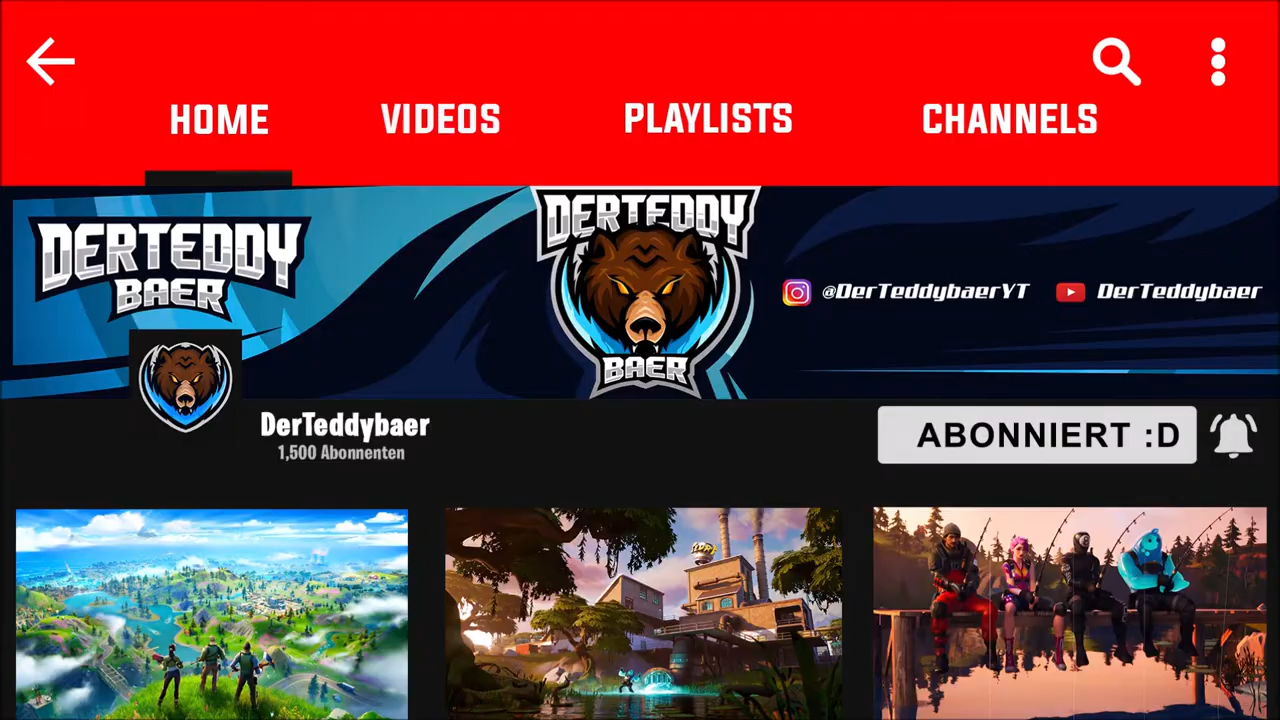 HOME VIDEOS PLAYLISTS CHANNELS
DERTEDDY
BAER
DERTEDDY
BAER
@DerTeddybaerYT DerTeddybaer
DerTeddybaer
1,500 Abonnenten
ABONNIERT :D